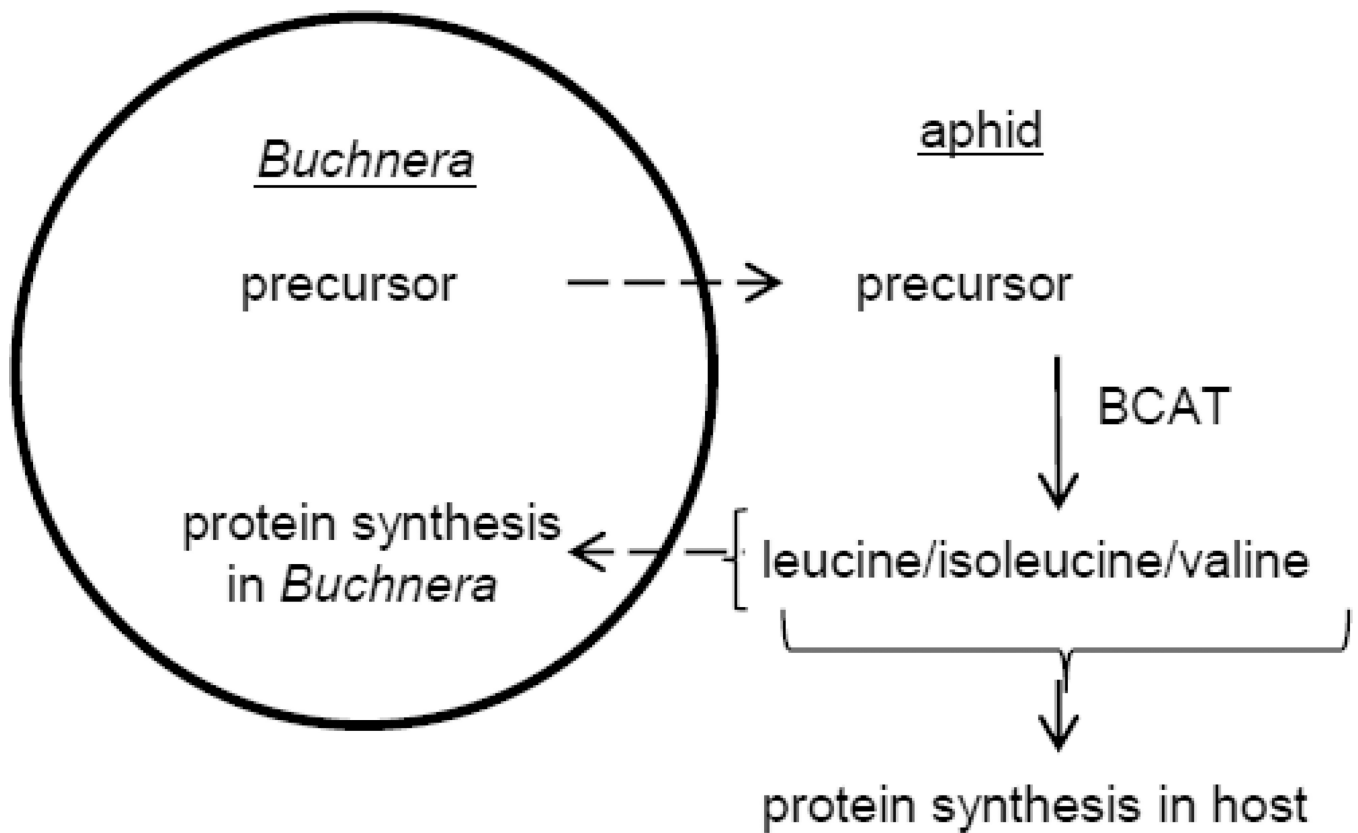 Buchnera
aphid
precursor
precursor
BCAT
protein synthesis
in Buchnera
leucine/isoleucine/valine
protein synthesis in host